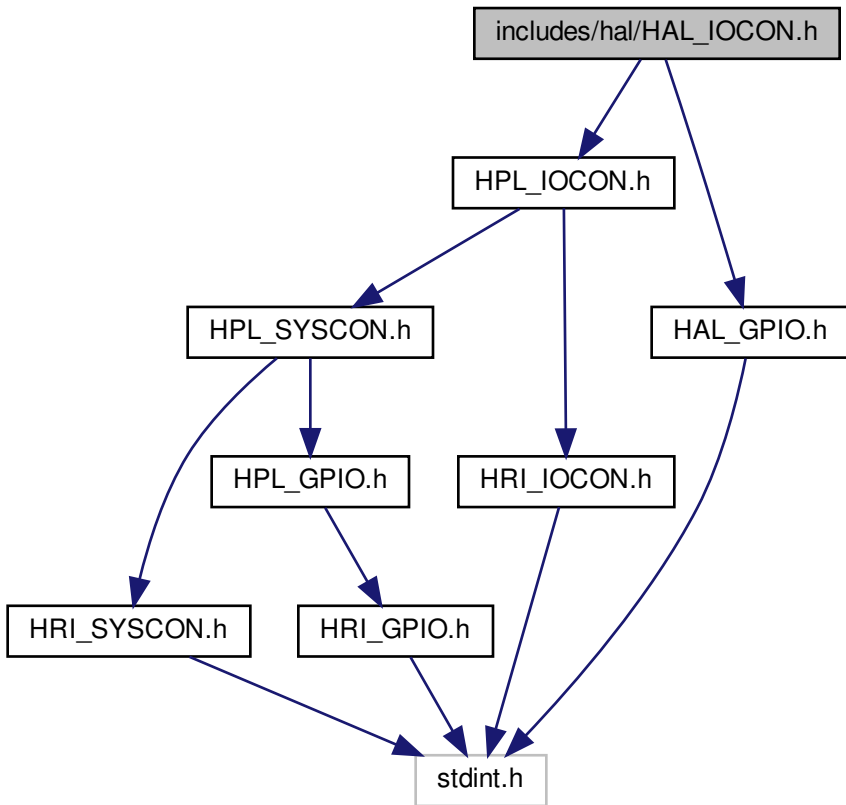 includes/hal/HAL_IOCON.h
HPL_IOCON.h
HPL_SYSCON.h
HAL_GPIO.h
HPL_GPIO.h
HRI_IOCON.h
HRI_SYSCON.h
HRI_GPIO.h
stdint.h